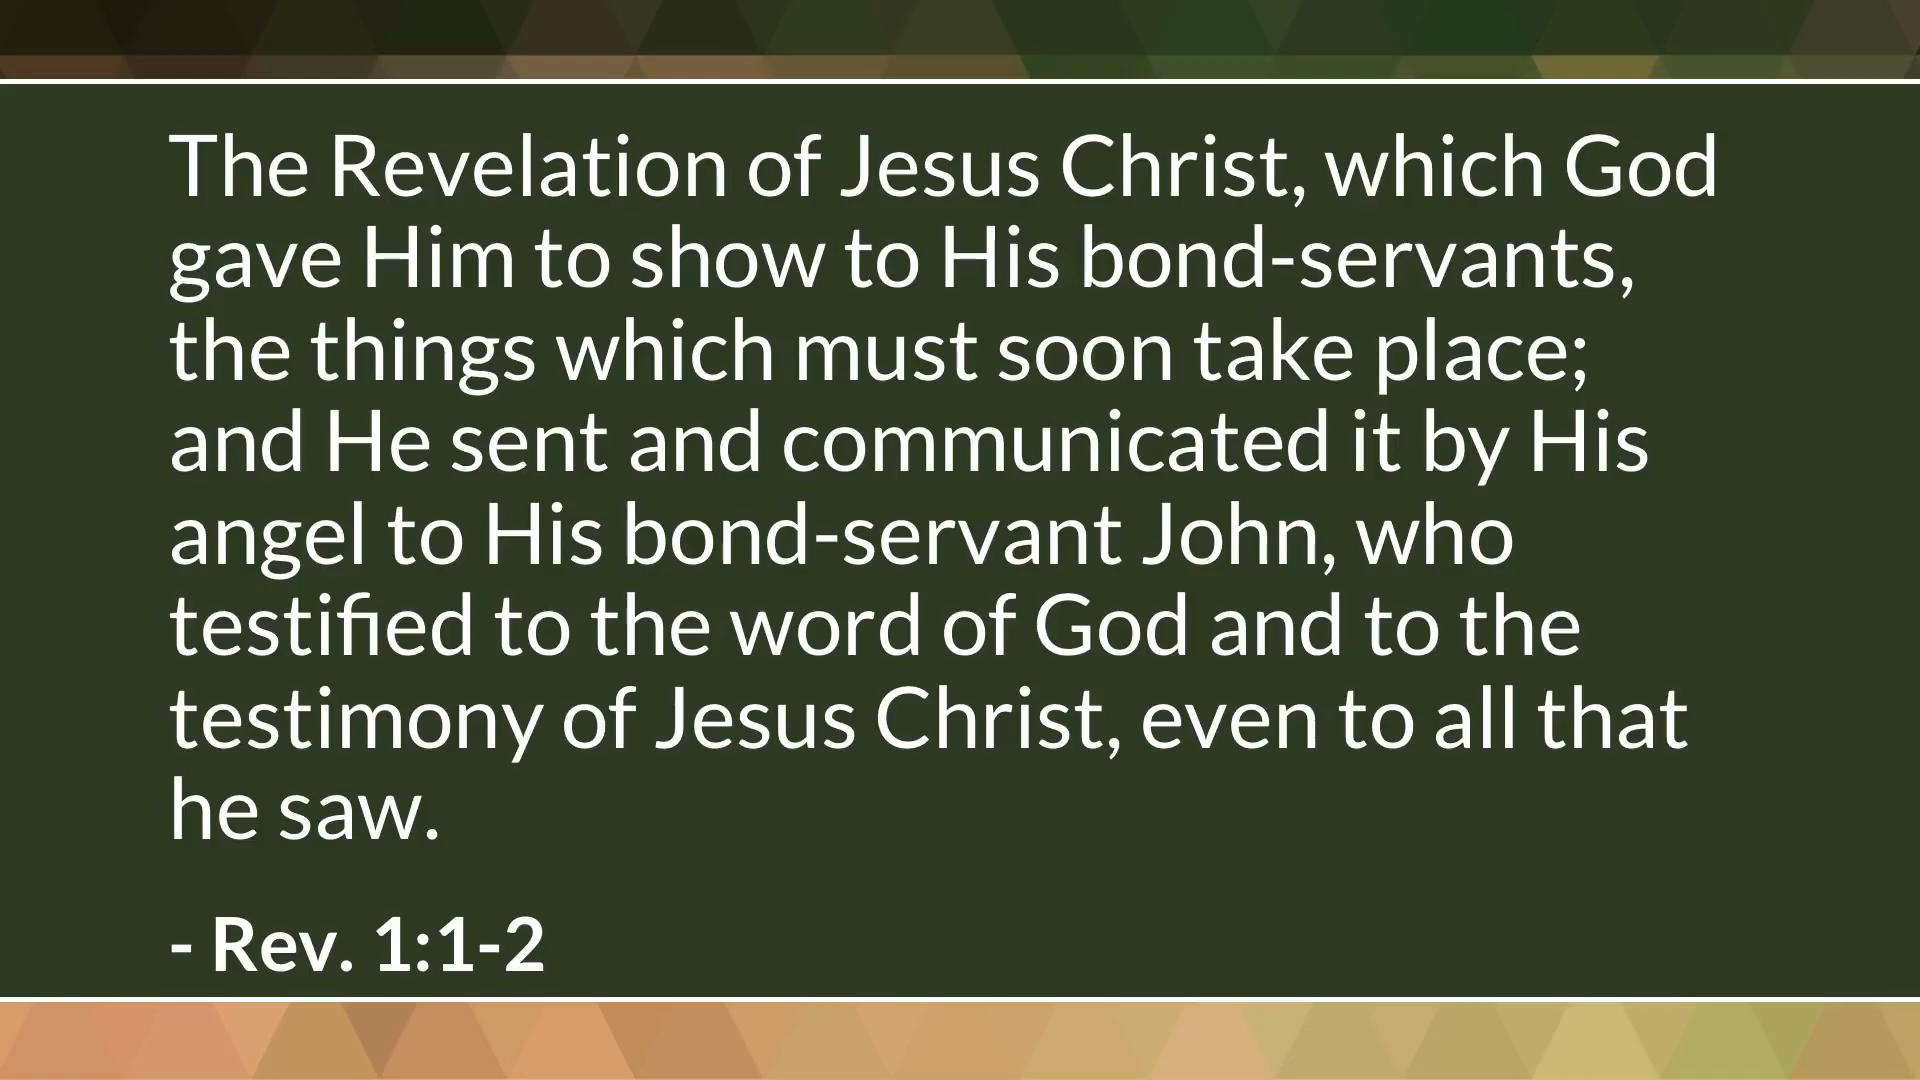 The Revelation of Jesus Christ, which God
gave Him to show to His bond-servants,
the things which must soon take place;
and He sent and communicated it by His
angel to His bond-servant John, who
testified to the word of God and to the
testimony of Jesus Christ, even to all that
he saw.
- Rev. 1:1-2